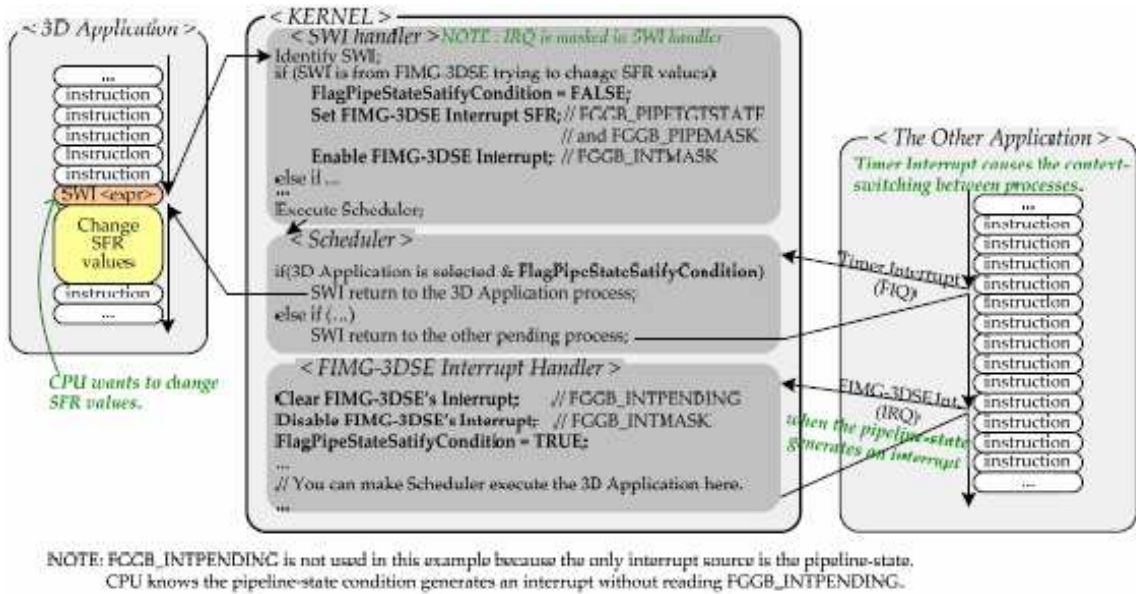 < 3D Application >
...
instruction
instruction
instruction
instruction
instruction
SWI <expr>
Change
SFR
values
instruction
...
CPU wants to change
SFR values.
< KERNEL >
< SWI handler > NOTE : IRQ is masked in SWI handler
Identify SWI;
if (SWI is from FIMG-3DSE trying to change SFR values)
FlagPipeStateSatifyCondition = FALSE;
Set FIMG-3DSE Interrupt SFR; // FGGB_PIPETGTSTATE
// and FGGB_PIPEMASK
Enable FIMG-3DSE Interrupt; // FGGB_INTMASK
else if ...
...
Execute Scheduler;
< Scheduler >
if(3D Application is selected & FlagPipeStateSatifyCondition)
SWI return to the 3D Application process;
else if (...)
SWI return to the other pending process;
< FIMG-3DSE Interrupt Handler >
Clear FIMG-3DSE's Interrupt; // FGGB_INTPENDING
Disable FIMG-3DSE's Interrupt; // FGGB_INTMASK
FlagPipeStateSatifyCondition = TRUE;
...
// You can make Scheduler execute the 3D Application here.
...
< The Other Application >
Timer Interrupt causes the context-
switching between processes.
...
instruction
instruction
instruction
instruction
instruction
instruction
instruction
instruction
instruction
instruction
instruction
instruction
instruction
...
Timer Interrupt
(FIQ)
FIMG-3DSE Int.
(IRQ)
when the pipeline-state
generates an interrupt
NOTE: FGGB_INTPENDING is not used in this example because the only interrupt source is the pipeline-state.
CPU knows the pipeline-state condition generates an interrupt without reading FGGB_INTPENDING.